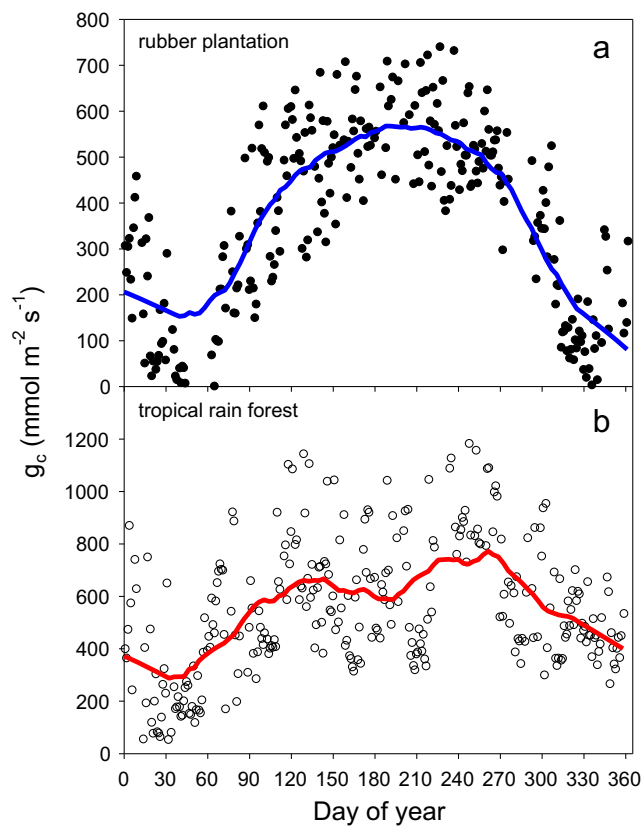 800
rubber plantation
a
700
600
500
400
300
200
100
0
tropical rain forest
b
1200
1000
800
600
400
200
0
g_c (mmol m⁻² s⁻¹)
0 30 60 90 120 150 180 210 240 270 300 330 360
Day of year